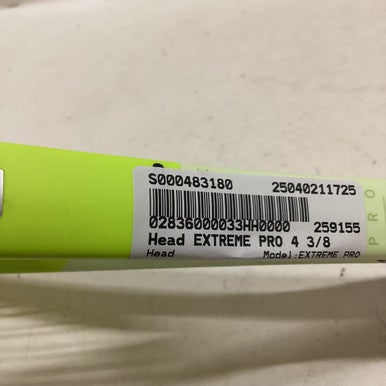 S000483180 25040211725
02836000033HH0000 259155
Head EXTREME PRO 4 3/8
Head Model:EXTREME PRO
PRO